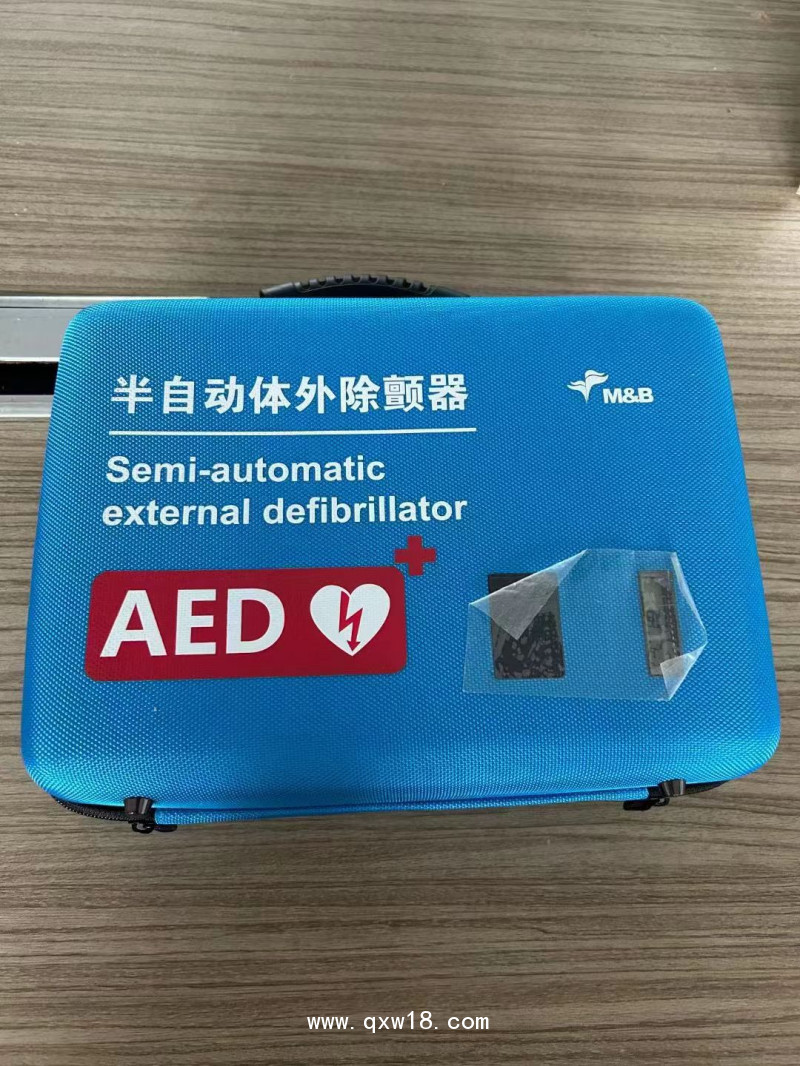 半自动体外除颤器
M&B
Semi-automatic
external defibrillator
AED
www.qxw18.com